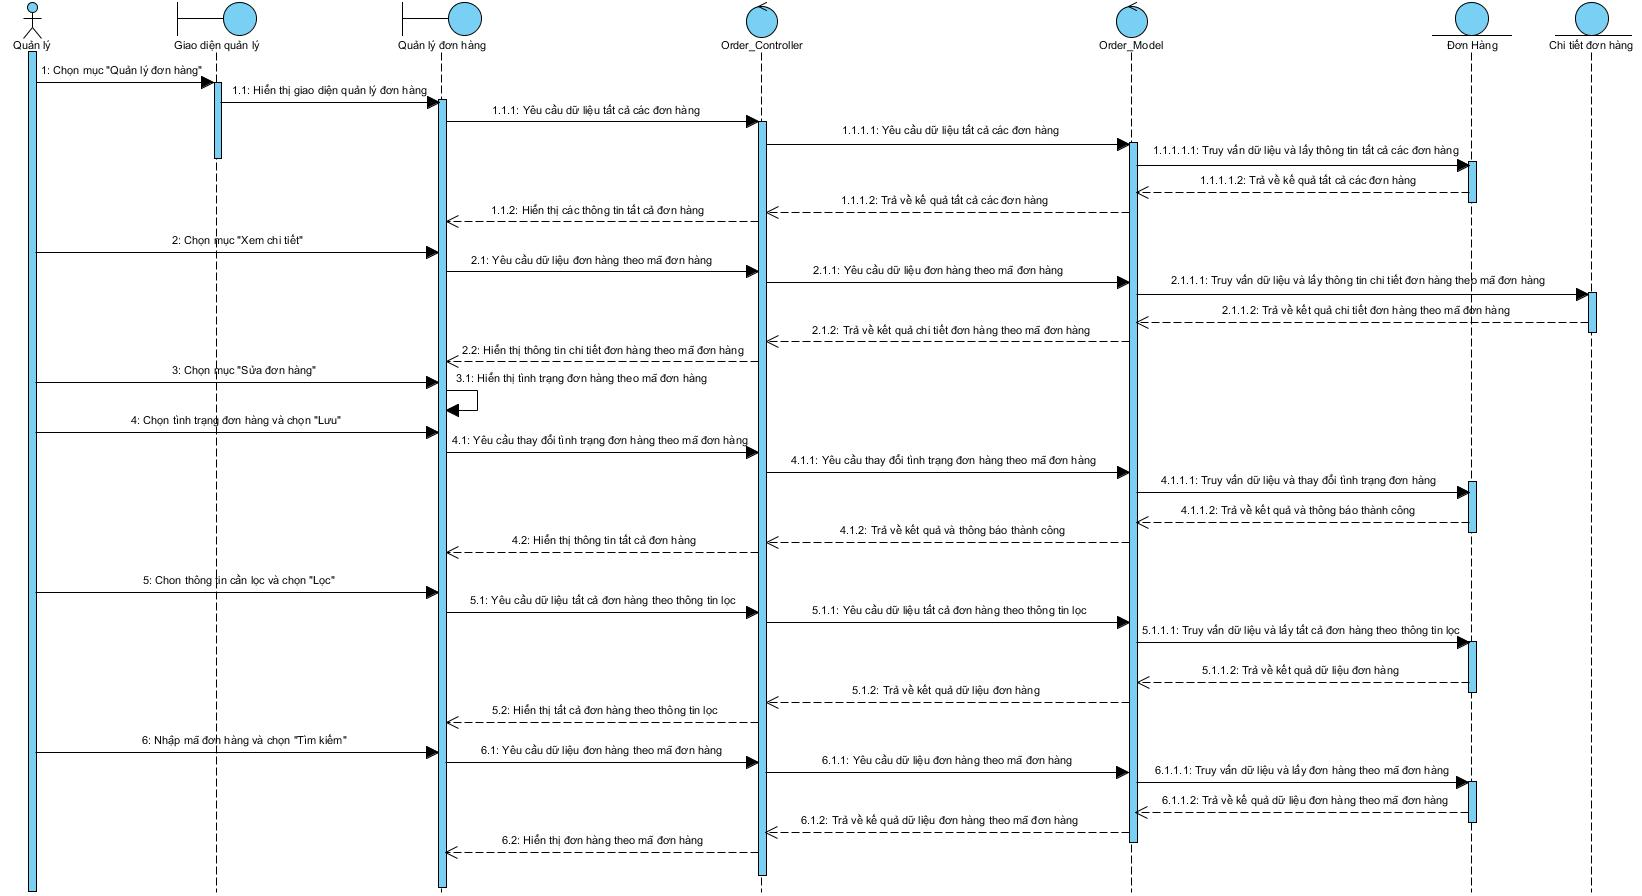 Quản lý
Giao diện quản lý
Quản lý đơn hàng
Order_Controller
Order_Model
Đơn Hàng
Chi tiết đơn hàng
1: Chọn mục "Quản lý đơn hàng"
1.1: Hiển thị giao diện quản lý đơn hàng
1.1.1: Yêu cầu dữ liệu tất cả các đơn hàng
1.1.1.1: Yêu cầu dữ liệu tất cả các đơn hàng
1.1.1.1.1: Truy vấn dữ liệu và lấy thông tin tất cả các đơn hàng
1.1.1.1.2: Trả về kế quả tất cả các đơn hàng
1.1.1.2: Trả về kế quả tất cả các đơn hàng
1.1.2: Hiển thị các thông tin tất cả đơn hàng
2: Chọn mục "Xem chi tiết"
2.1: Yêu cầu dữ liệu đơn hàng theo mã đơn hàng
2.1.1: Yêu cầu dữ liệu đơn hàng theo mã đơn hàng
2.1.1.1: Truy vấn dữ liệu và lấy thông tin chi tiết đơn hàng theo mã đơn hàng
2.1.1.2: Trả về kết quả chi tiết đơn hàng theo mã đơn hàng
2.1.2: Trả về kết quả chi tiết đơn hàng theo mã đơn hàng
2.2: Hiển thị thông tin chi tiết đơn hàng theo mã đơn hàng
3: Chọn mục "Sửa đơn hàng"
3.1: Hiển thị tình trạng đơn hàng theo mã đơn hàng
4: Chọn tình trạng đơn hàng và chọn "Lưu"
4.1: Yêu cầu thay đổi tình trạng đơn hàng theo mã đơn hàng
4.1.1: Yêu cầu thay đổi tình trạng đơn hàng theo mã đơn hàng
4.1.1.1: Truy vấn dữ liệu và thay đổi tình trạng đơn hàng
4.1.1.2: Trả về kết quả và thông báo thành công
4.1.2: Trả về kết quả và thông báo thành công
4.2: Hiển thị thông tin tất cả đơn hàng
5: Chon thông tin cần lọc và chọn "Lọc"
5.1: Yêu cầu dữ liệu tất cả đơn hàng theo thông tin lọc
5.1.1: Yêu cầu dữ liệu tất cả đơn hàng theo thông tin lọc
5.1.1.1: Truy vấn dữ liệu và lấy tất cả đơn hàng theo thông tin lọc
5.1.1.2: Trả về kết quả dữ liệu đơn hàng
5.1.2: Trả về kết quả dữ liệu đơn hàng
5.2: Hiển thị tất cả đơn hàng theo thông tin lọc
6: Nhập mã đơn hàng và chọn "Tìm kiếm"
6.1: Yêu cầu dữ liệu đơn hàng theo mã đơn hàng
6.1.1: Yêu cầu dữ liệu đơn hàng theo mã đơn hàng
6.1.1.1: Truy vấn dữ liệu và lấy đơn hàng theo mã đơn hàng
6.1.1.2: Trả về kế quả dữ liệu đơn hàng theo mã đơn hàng
6.1.2: Trả về kế quả dữ liệu đơn hàng theo mã đơn hàng
6.2: Hiển thị đơn hàng theo mã đơn hàng